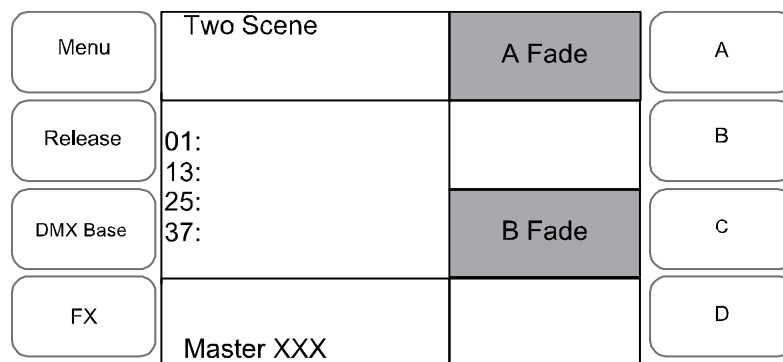 Menu
Two Scene
A Fade
A
Release
B
01:
13:
25:
37:
DMX Base
B Fade
C
FX
D
Master XXX